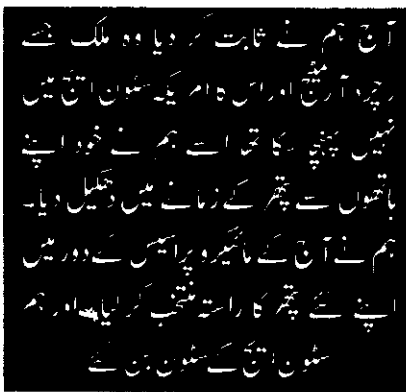 آج ہم نے ثابت کر دیا وہ ملک جسے
رچرڈ آرمیٹج اور اس کا امریکہ سٹون ایج میں
نہیں پہنچا سکا تھا اسے ہم نے خود اپنے
ہاتھوں سے پتھر کے زمانے میں دھکیل دیا۔
ہم نے آج کے مائیکرو پراسیس کے دور میں
اپنے لئے پتھر کا راستہ منتخب کر لیا اور ہم
سٹون ایج کے سٹون بن گئے